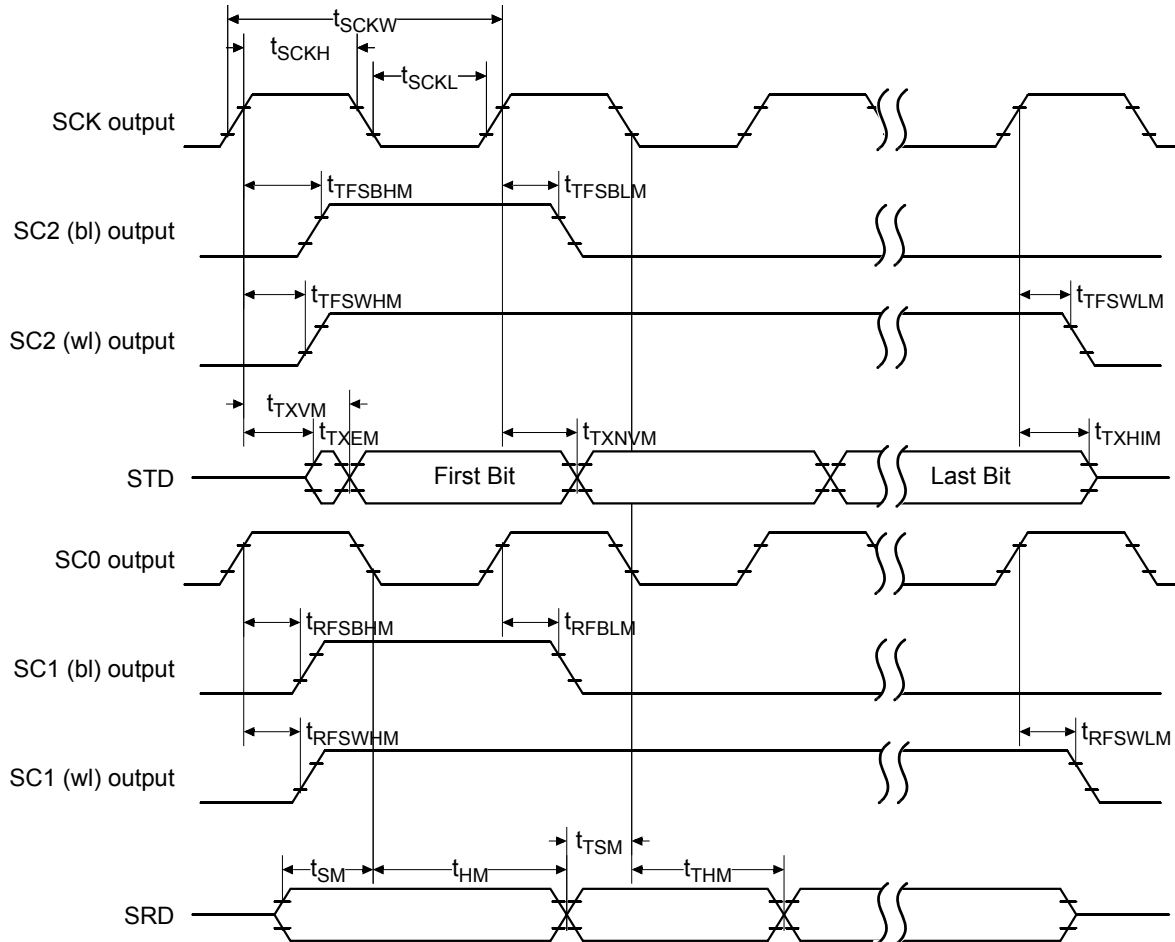 tSCKW
tSCKH
tSCKL
SCK output
tTFSBHM
tTFSBLM
SC2 (bl) output
tTFSWHM
tTFSWLM
SC2 (wl) output
tTXVM
tTXEM
tTXNVM
tTXHIM
STD
First Bit
Last Bit
SC0 output
tRFSBHM
tRFBLM
SC1 (bl) output
tRFSWHM
tRFSWLM
SC1 (wl) output
tTSM
tSM
tHM
tTHM
SRD